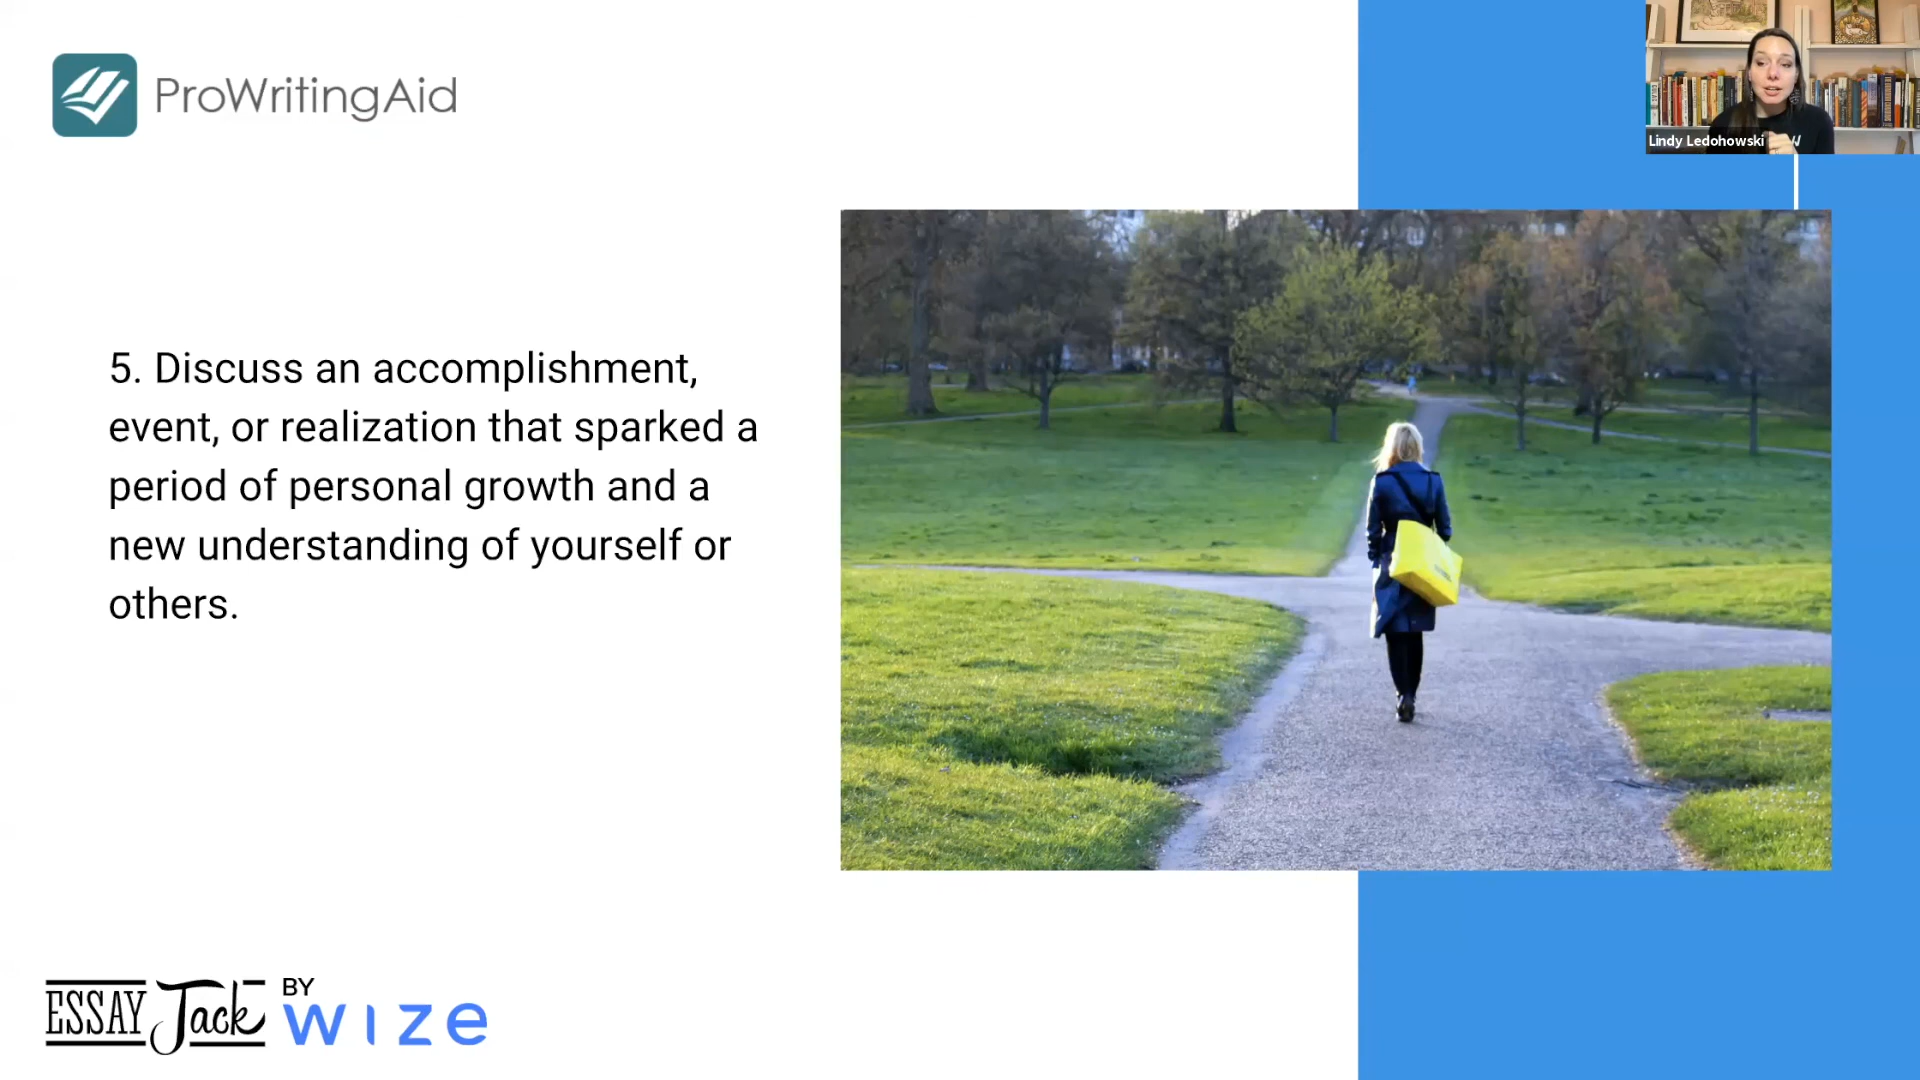 ProWritingAid
Lindy Ledohowski
5. Discuss an accomplishment,
event, or realization that sparked a
period of personal growth and a
new understanding of yourself or
others.
ESSAY Jack BY
wize